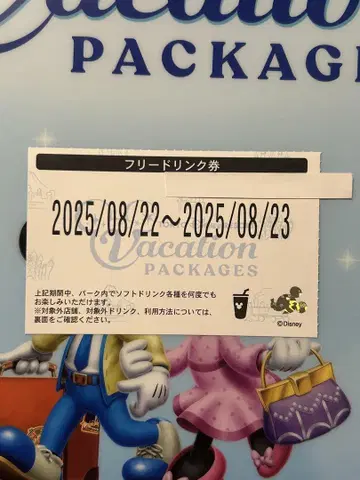 Vacation
PACKAGES
フリードリンク券
2025/08/22～2025/08/23
Vacation
PACKAGES
上記期間中、パーク内でソフトドリンク各種を何度でも
お楽しみいただけます。
※対象外店舗、対象外ドリンク、利用方法については、
裏面をご確認ください。
©Disney